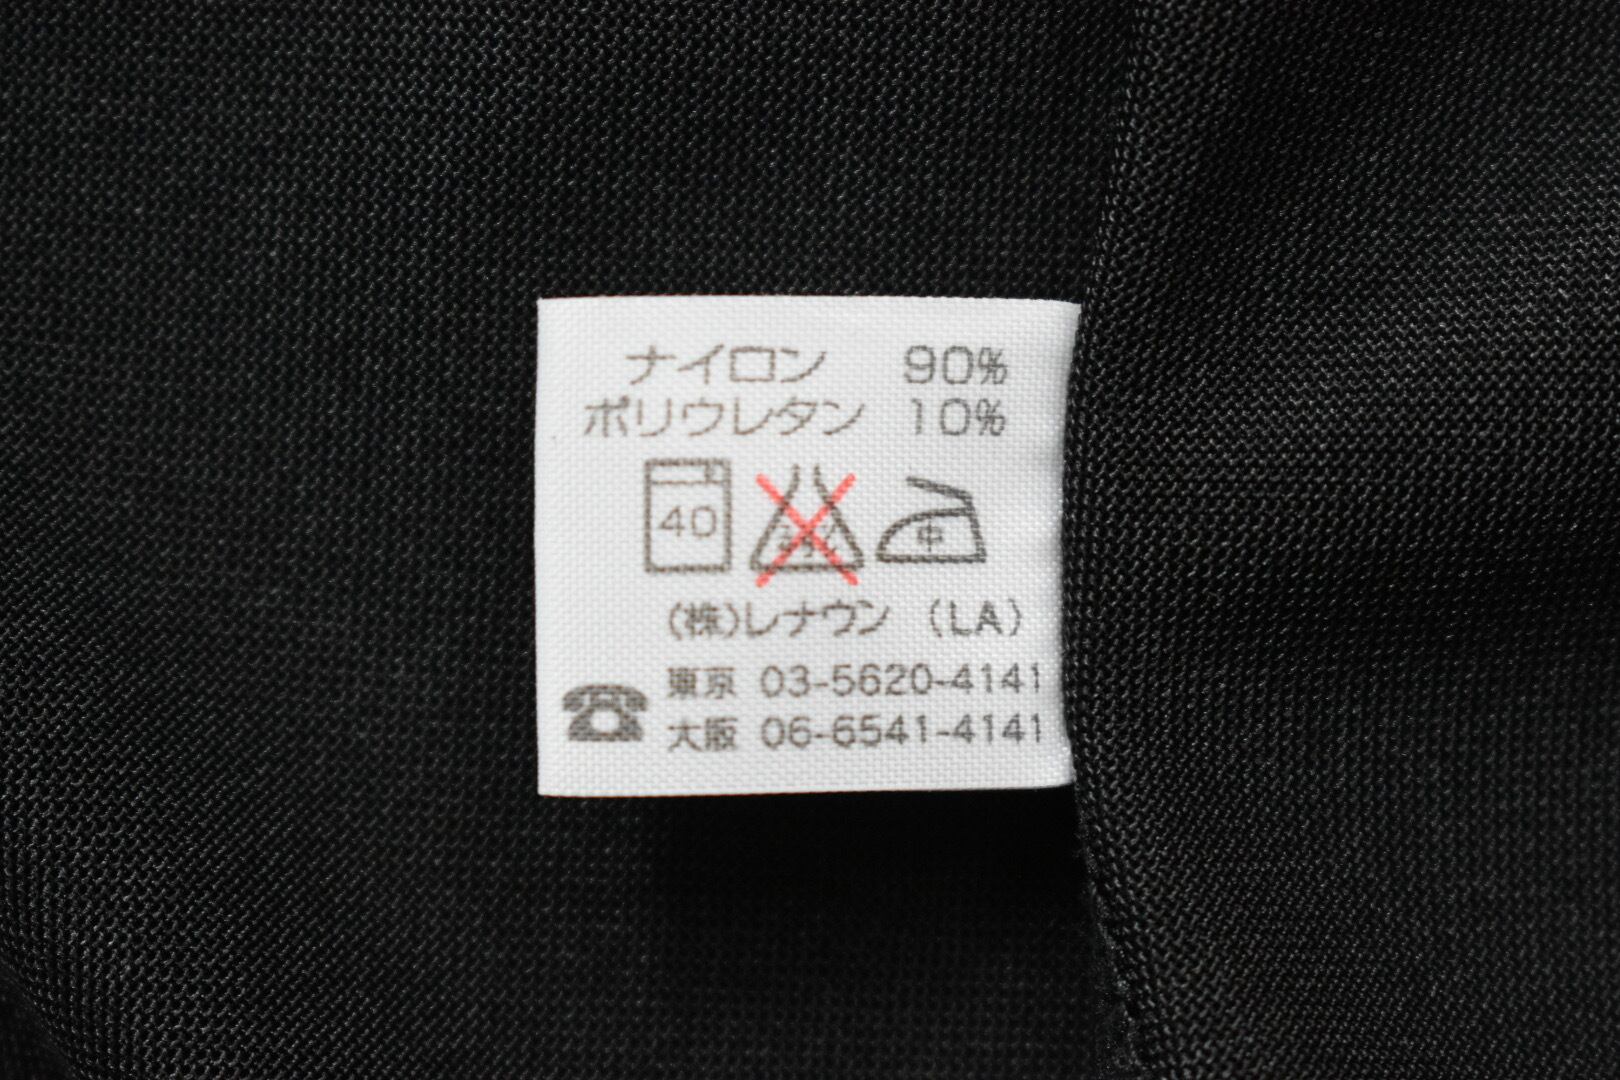 ナイロン 90%
ポリウレタン 10%
40
中
(株)レナウン (LA)
東京 03-5620-4141
大阪 06-6541-4141